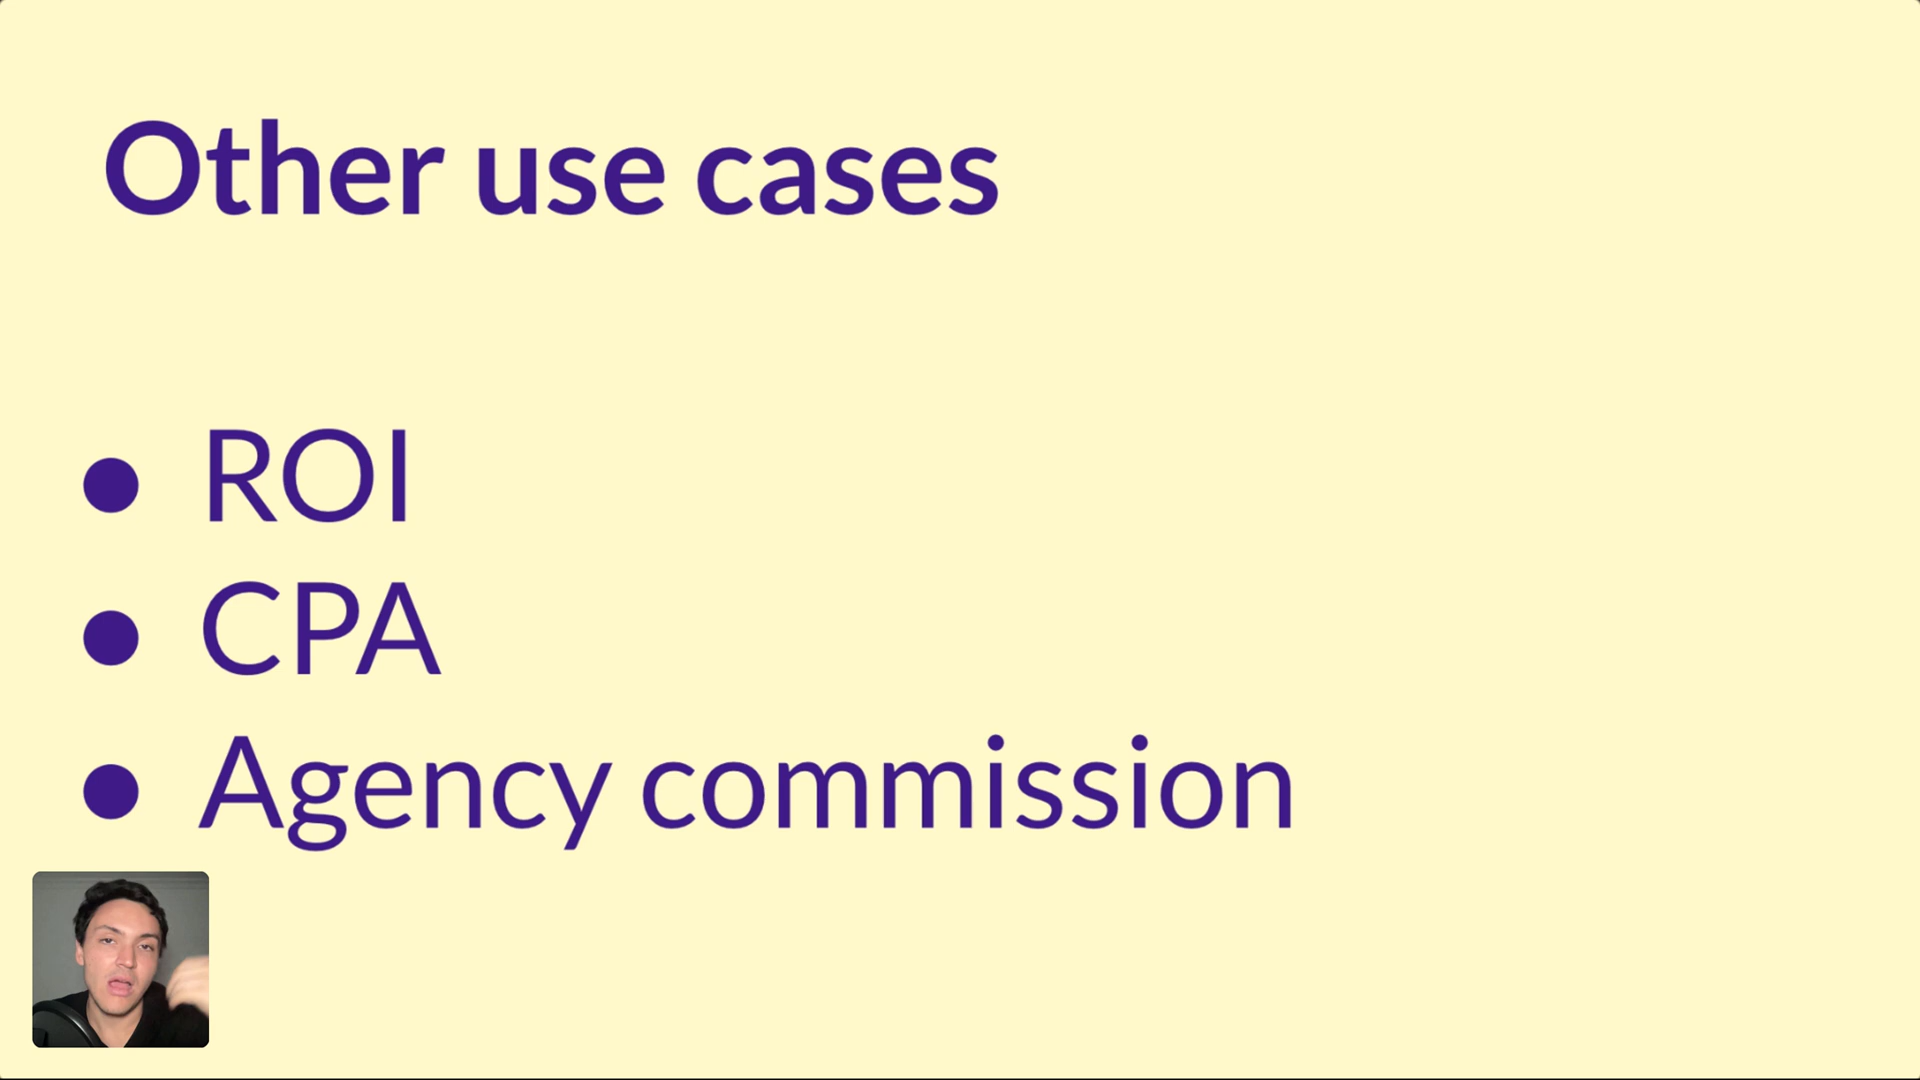 Other use cases
● ROI
● CPA
● Agency commission